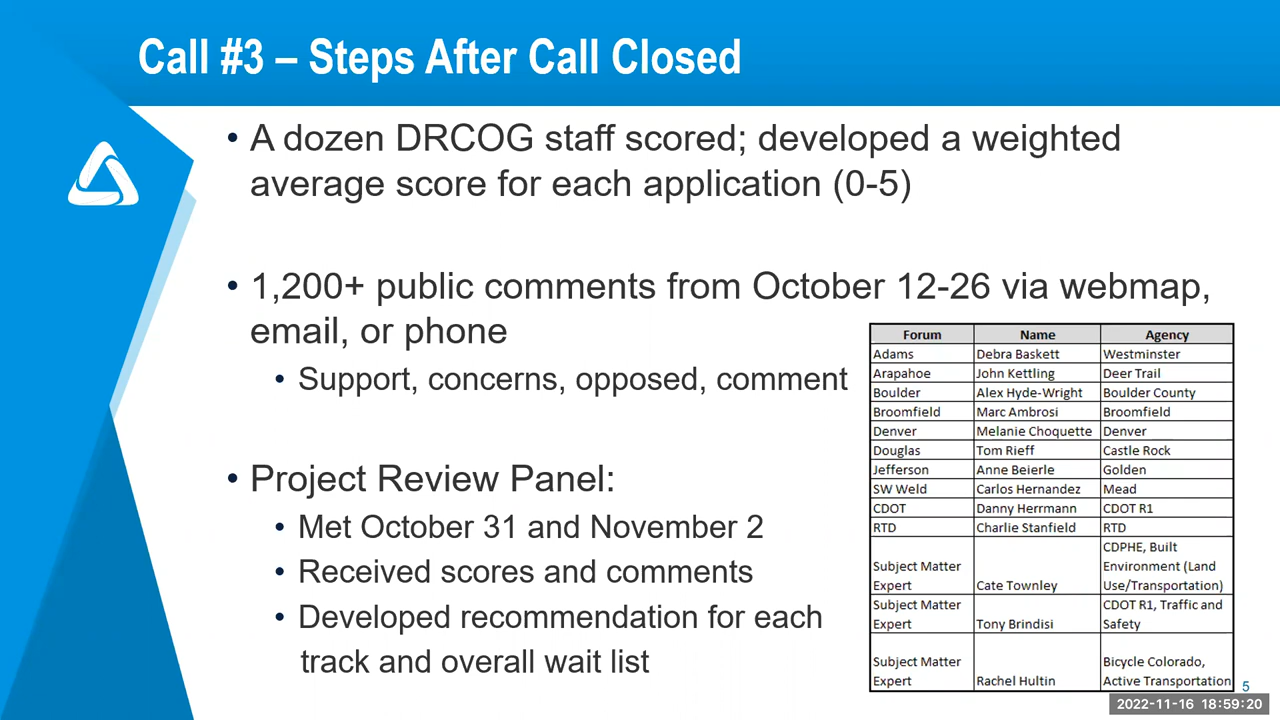 Call #3 – Steps After Call Closed
• A dozen DRCOG staff scored; developed a weighted
average score for each application (0-5)
• 1,200+ public comments from October 12-26 via webmap,
email, or phone
• Support, concerns, opposed, comment
• Project Review Panel:
• Met October 31 and November 2
• Received scores and comments
• Developed recommendation for each
track and overall wait list
Forum Name Agency
Adams Debra Baskett Westminster
Arapahoe John Kettling Deer Trail
Boulder Alex Hyde-Wright Boulder County
Broomfield Marc Ambrosi Broomfield
Denver Melanie Choquette Denver
Douglas Tom Rieff Castle Rock
Jefferson Anne Beierle Golden
SW Weld Carlos Hernandez Mead
CDOT Danny Herrmann CDOT R1
RTD Charlie Stanfield RTD
CDPHE, Built
Subject Matter Environment (Land
Expert Cate Townley Use/Transportation)
Subject Matter CDOT R1, Traffic and
Expert Tony Brindisi Safety
Subject Matter Bicycle Colorado,
Expert Rachel Hultin Active Transportation
5
2022-11-16 18:59:20